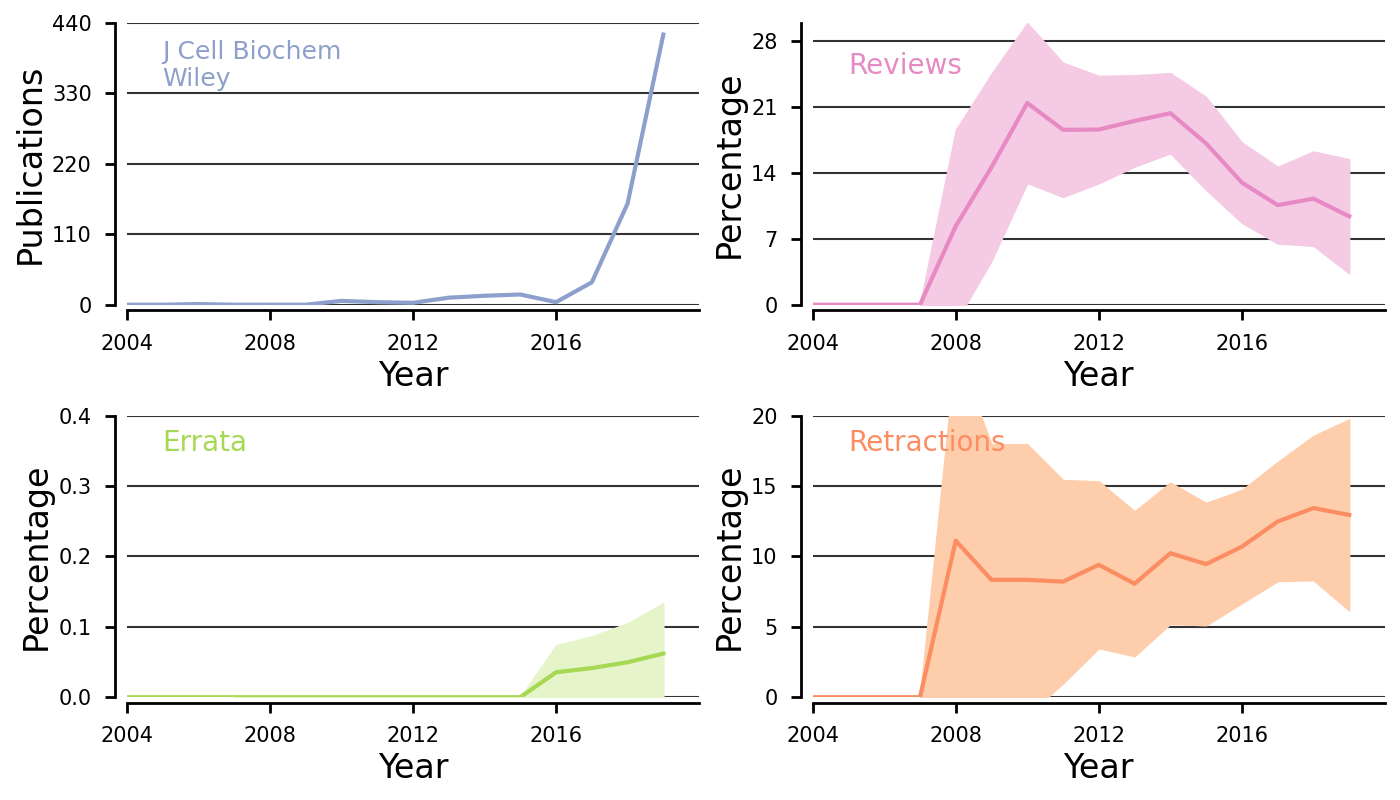 Publications
440
330
220
110
0
J Cell Biochem
Wiley
2004 2008 2012 2016
Year
Percentage
28
21
14
7
0
Reviews
2004 2008 2012 2016
Year
Percentage
0.4
0.3
0.2
0.1
0.0
Errata
2004 2008 2012 2016
Year
Percentage
20
15
10
5
0
Retractions
2004 2008 2012 2016
Year